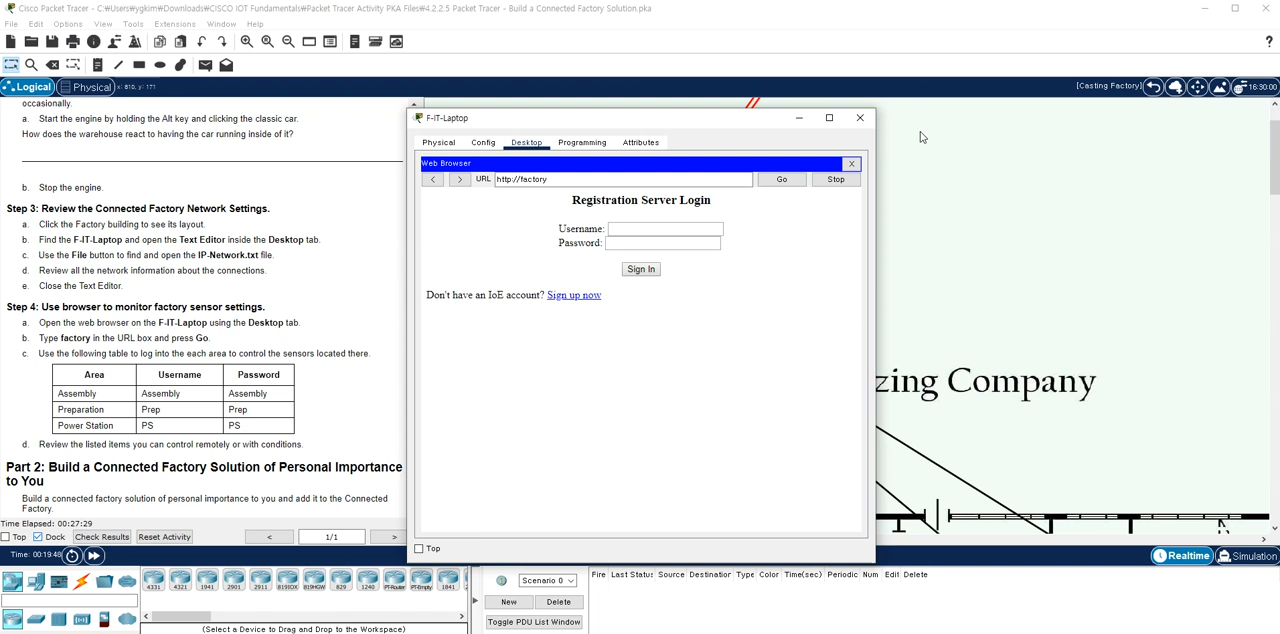 Cisco Packet Tracer - C:₩Users₩ygkim₩Downloads₩CISCO IOT Fundamentals₩Packet Tracer Activity PKA Files₩4.2.2.5 Packet Tracer - Build a Connected Factory Solution.pka
File Edit Options View Tools Extensions Window Help
?
Logical Physical x: 810, y: 171 [Casting Factory] 16:30:00
occasionally.
a. Start the engine by holding the Alt key and clicking the classic car.
How does the warehouse react to having the car running inside of it?
b. Stop the engine.
Step 3: Review the Connected Factory Network Settings.
a. Click the Factory building to see its layout.
b. Find the F-IT-Laptop and open the Text Editor inside the Desktop tab.
c. Use the File button to find and open the IP-Network.txt file.
d. Review all the network information about the connections.
e. Close the Text Editor.
Step 4: Use browser to monitor factory sensor settings.
a. Open the web browser on the F-IT-Laptop using the Desktop tab.
b. Type factory in the URL box and press Go.
c. Use the following table to log into the each area to control the sensors located there.
Area Username Password
Assembly Assembly Assembly
Preparation Prep Prep
Power Station PS PS
d. Review the listed items you can control remotely or with conditions.
Part 2: Build a Connected Factory Solution of Personal Importance
to You
Build a connected factory solution of personal importance to you and add it to the Connected
Factory.
Time Elapsed: 00:27:29
Top Dock Check Results Reset Activity < 1/1 >
F-IT-Laptop
Physical Config Desktop Programming Attributes
Web Browser X
< > URL http://factory Go Stop
Registration Server Login
Username:
Password:
Sign In
Don't have an IoE account? Sign up now
Top
zing Company
Time: 00:19:48 Realtime Simulation
4331 4321 1941 2901 2911 819IOX 819HGW 829 1240 PT-Router PT-Empty 1841
(Select a Device to Drag and Drop to the Workspace)
Scenario 0
New Delete
Toggle PDU List Window
Fire Last Status Source Destination Type Color Time(sec) Periodic Num Edit Delete